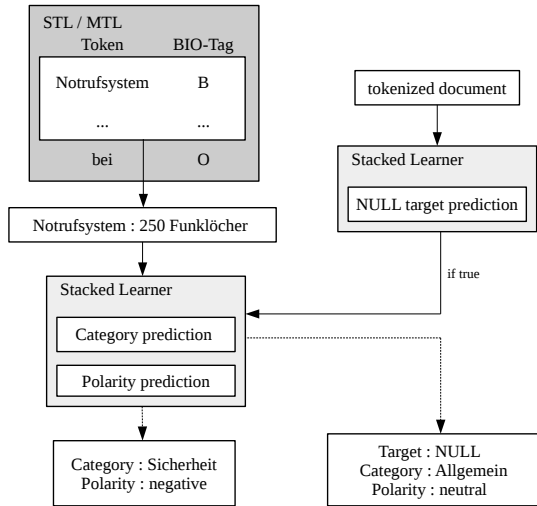 STL / MTL
Token BIO-Tag
Notrufsystem B
... ...
bei O
Notrufsystem : 250 Funklöcher
tokenized document
Stacked Learner
NULL target prediction
if true
Stacked Learner
Category prediction
Polarity prediction
Category : Sicherheit
Polarity : negative
Target : NULL
Category : Allgemein
Polarity : neutral